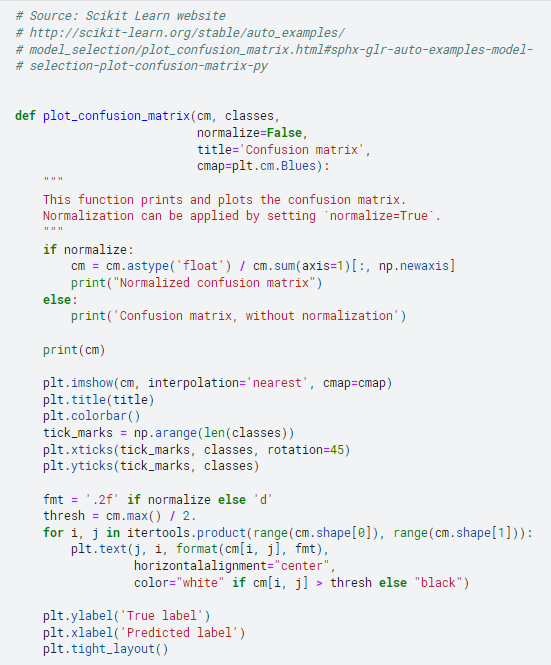 # Source: Scikit Learn website
# http://scikit-learn.org/stable/auto_examples/
# model_selection/plot_confusion_matrix.html#sphx-glr-auto-examples-model-
# selection-plot-confusion-matrix-py
def plot_confusion_matrix(cm, classes,
                          normalize=False,
                          title='Confusion matrix',
                          cmap=plt.cm.Blues):
    """
    This function prints and plots the confusion matrix.
    Normalization can be applied by setting `normalize=True`.
    """
    if normalize:
        cm = cm.astype('float') / cm.sum(axis=1)[:, np.newaxis]
        print("Normalized confusion matrix")
    else:
        print('Confusion matrix, without normalization')
    print(cm)
    plt.imshow(cm, interpolation='nearest', cmap=cmap)
    plt.title(title)
    plt.colorbar()
    tick_marks = np.arange(len(classes))
    plt.xticks(tick_marks, classes, rotation=45)
    plt.yticks(tick_marks, classes)
    fmt = '.2f' if normalize else 'd'
    thresh = cm.max() / 2.
    for i, j in itertools.product(range(cm.shape[0]), range(cm.shape[1])):
        plt.text(j, i, format(cm[i, j], fmt),
                 horizontalalignment="center",
                 color="white" if cm[i, j] > thresh else "black")
    plt.ylabel('True label')
    plt.xlabel('Predicted label')
    plt.tight_layout()